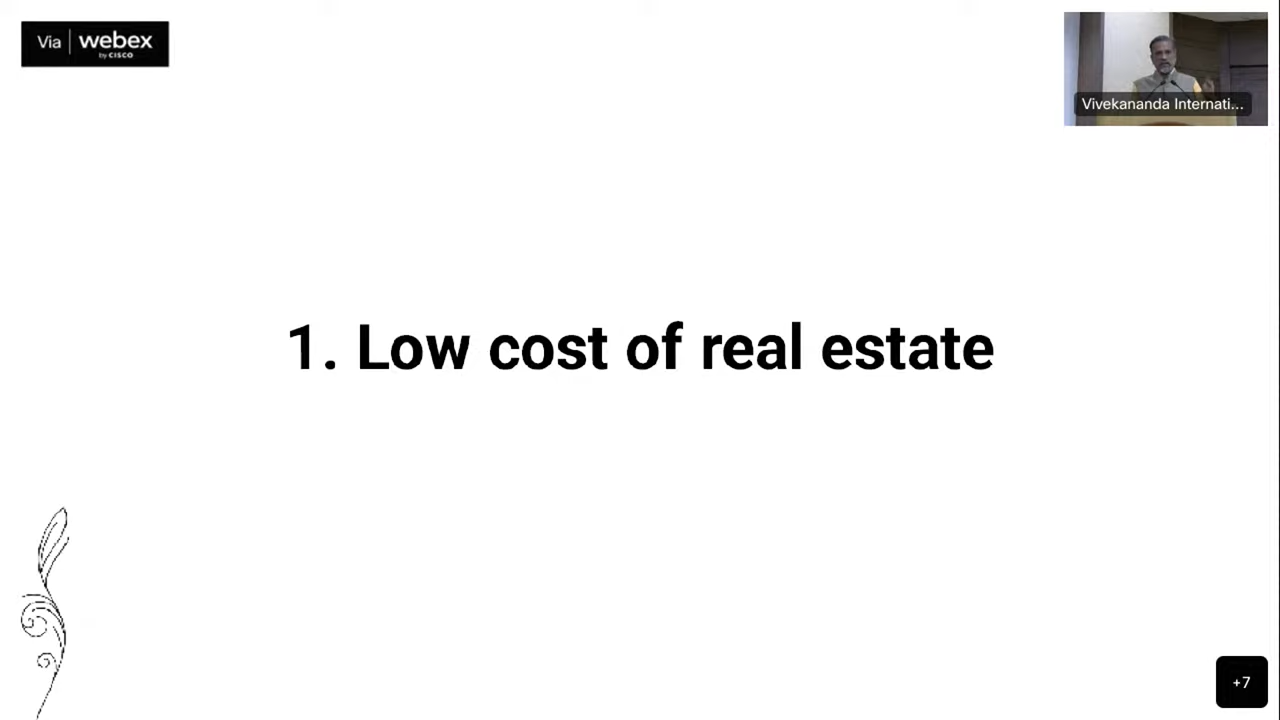 Via webex
by CISCO
Vivekananda Internati...
1. Low cost of real estate
+7